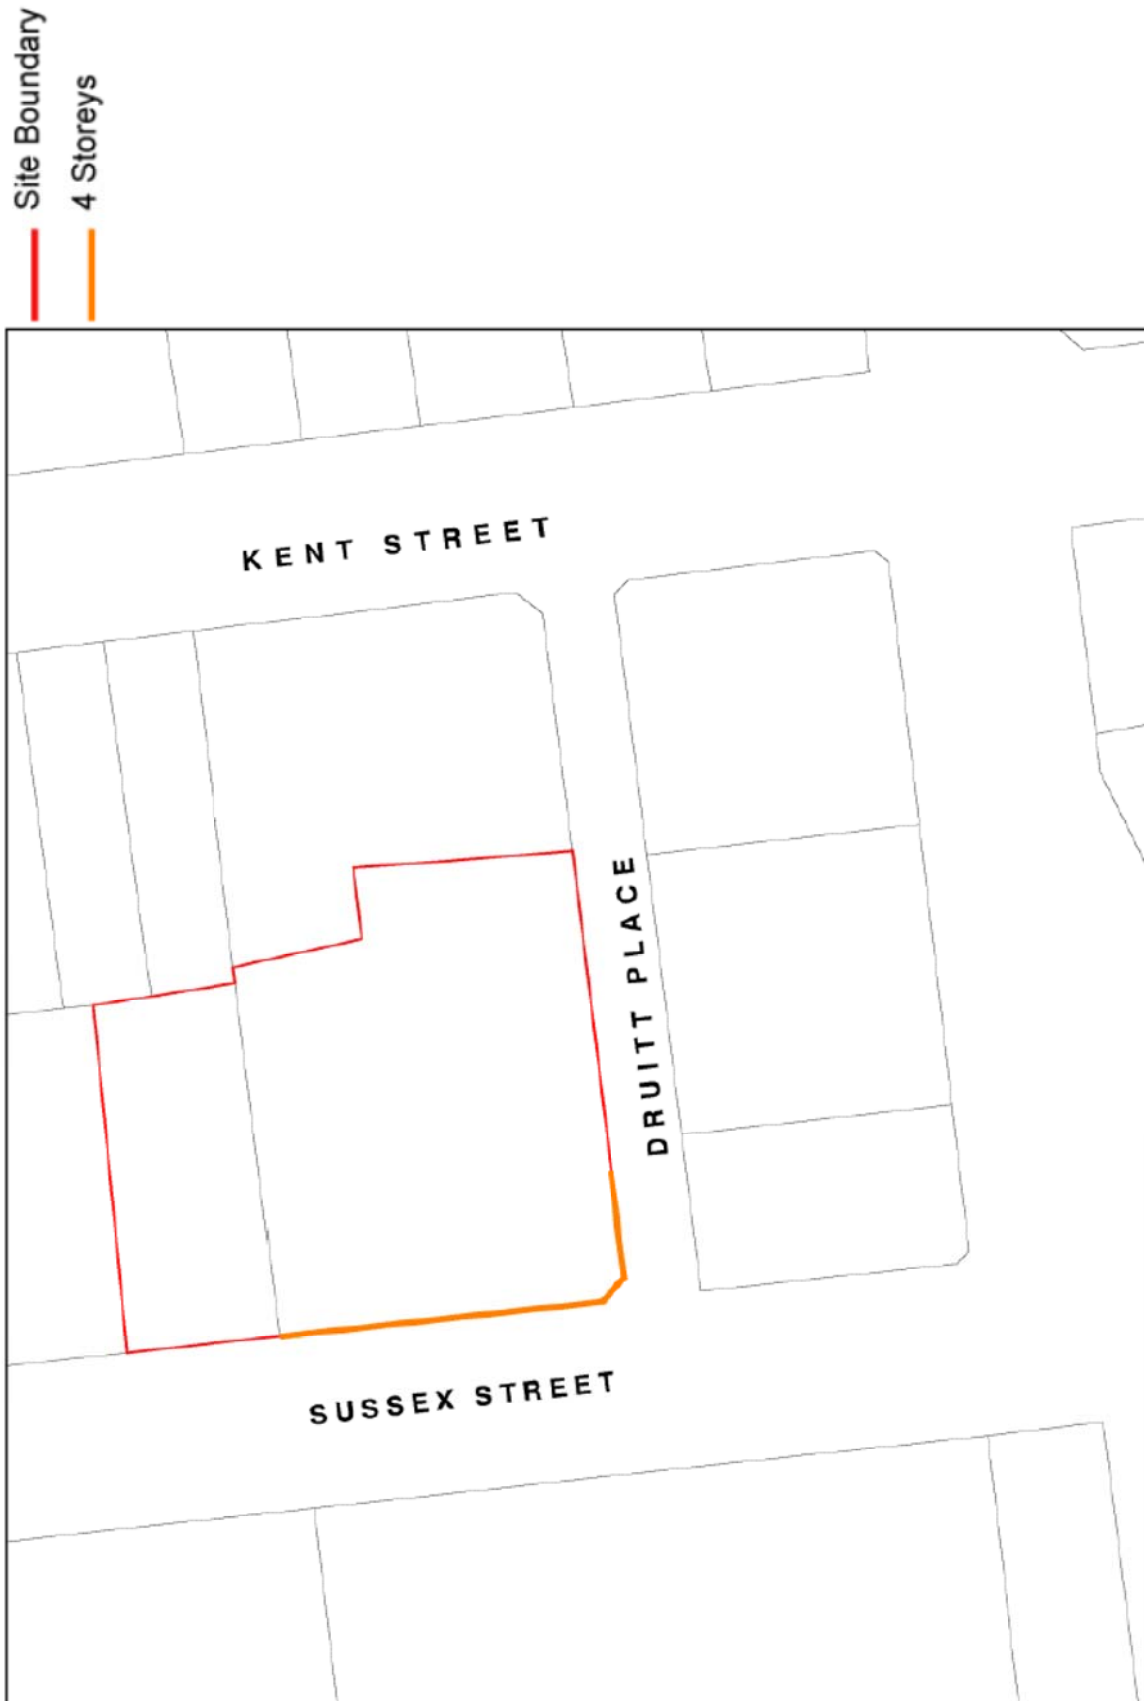 Site Boundary
4 Storeys
KENT STREET
DRUITT PLACE
SUSSEX STREET